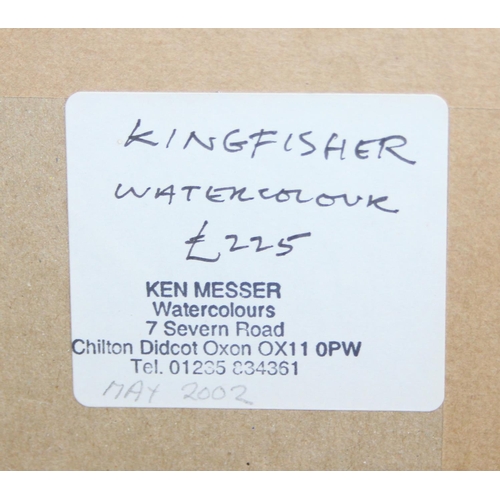 KINGFISHER
WATERCOLOUR
£225
KEN MESSER
Watercolours
7 Severn Road
Chilton Didcot Oxon OX11 0PW
Tel. 01235 834361
MAY 2002